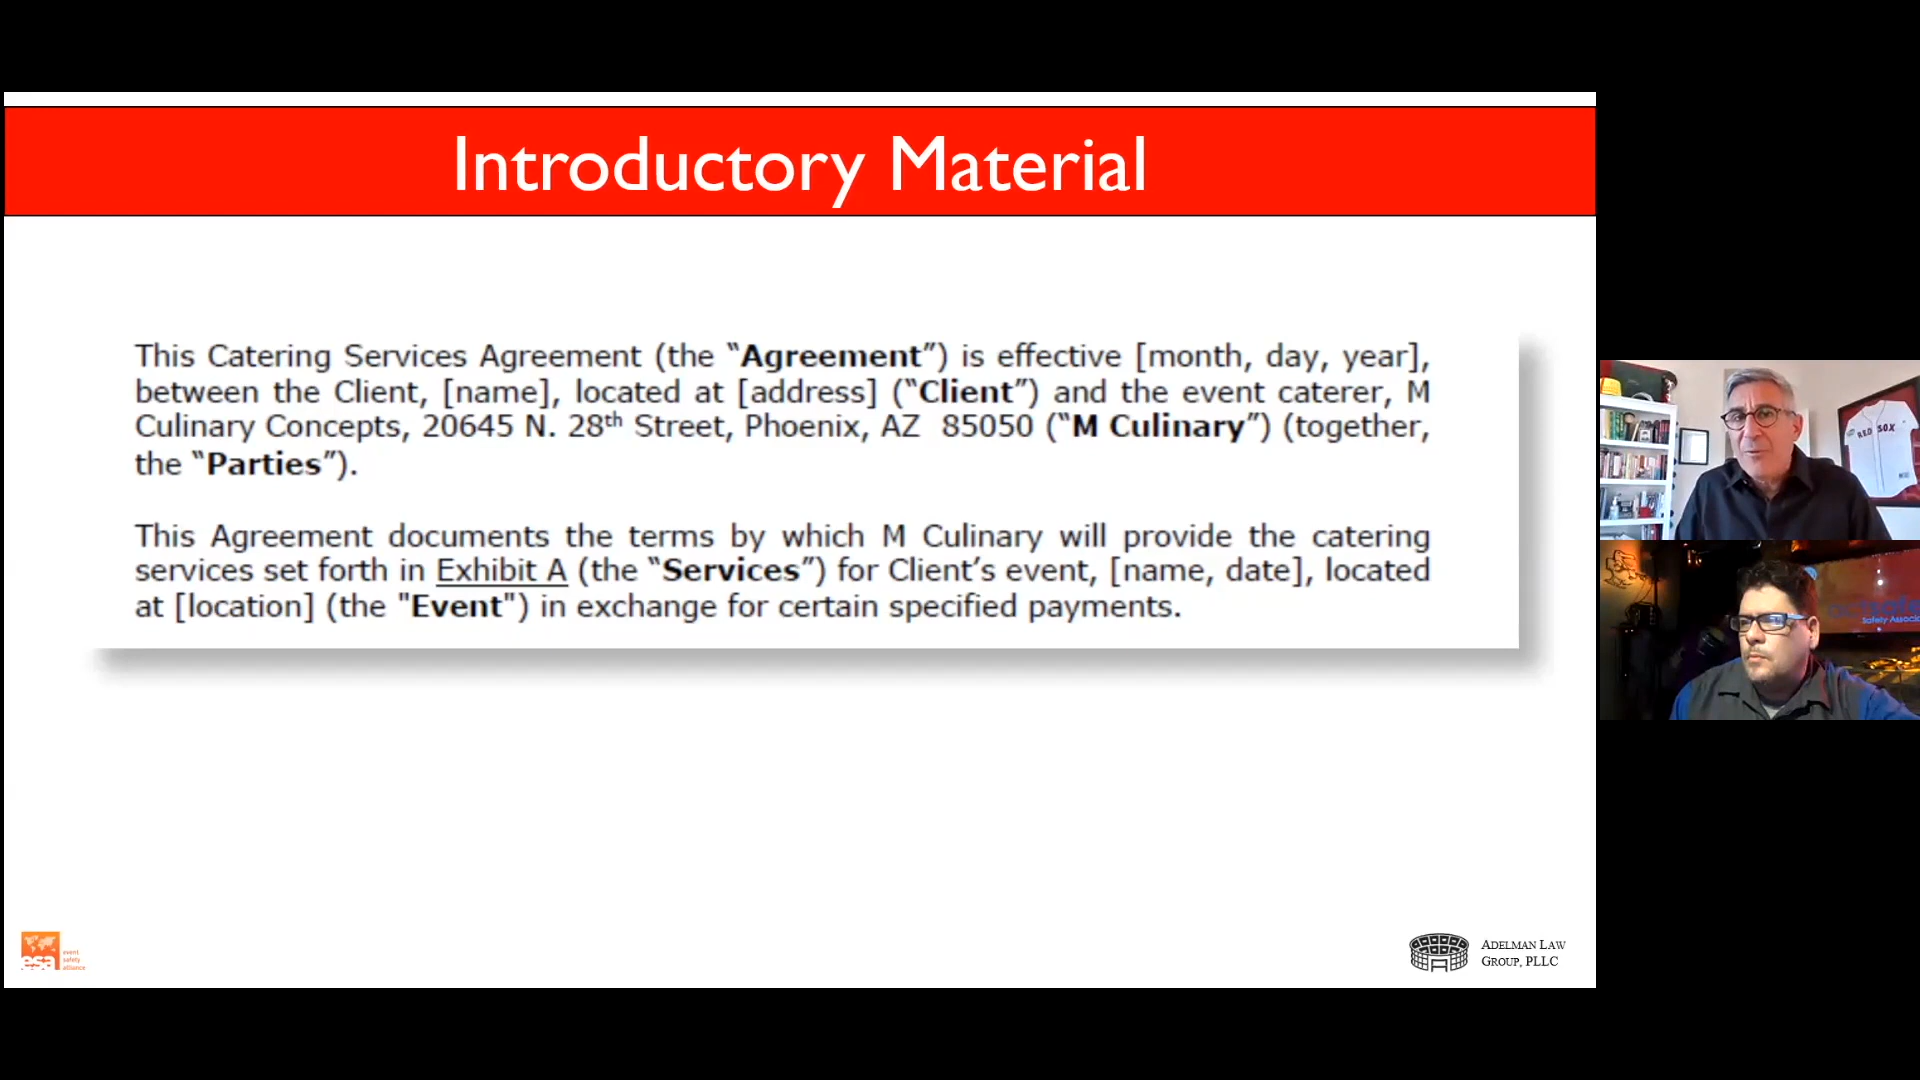 Introductory Material
This Catering Services Agreement (the “Agreement”) is effective [month, day, year],
between the Client, [name], located at [address] (“Client”) and the event caterer, M
Culinary Concepts, 20645 N. 28th Street, Phoenix, AZ  85050 (“M Culinary”) (together,
the “Parties”).
This Agreement documents the terms by which M Culinary will provide the catering
services set forth in Exhibit A (the “Services”) for Client’s event, [name, date], located
at [location] (the "Event") in exchange for certain specified payments.
esa
event
safety
alliance
ADELMAN LAW
GROUP, PLLC
RED SOX
Safety